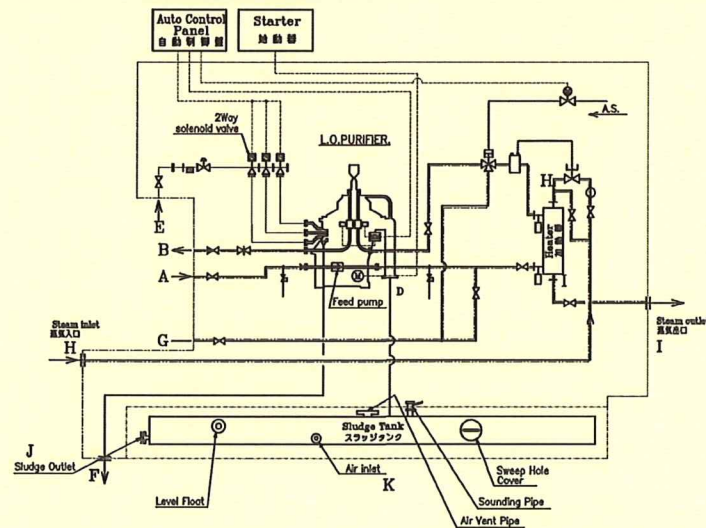 Auto Control
Panel
自動制御盤
Starter
始動器
2Way
solenoid valve
L.O.PURIFIER.
A.S.
E
B
A
M
D
Feed pump
H
Heater
加熱器
I
Steam inlet
蒸気入口
H
G
Steam outlet
蒸気出口
I
J
Sludge Outlet
F
Sludge Tank
スラッジタンク
Level Float
Air inlet
K
Sweep Hole
Cover
Sounding Pipe
Air Vent Pipe